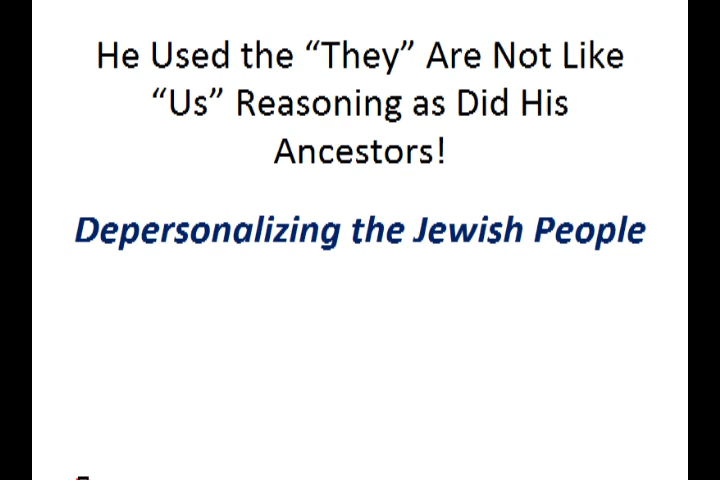 He Used the “They” Are Not Like
“Us” Reasoning as Did His
Ancestors!
Depersonalizing the Jewish People